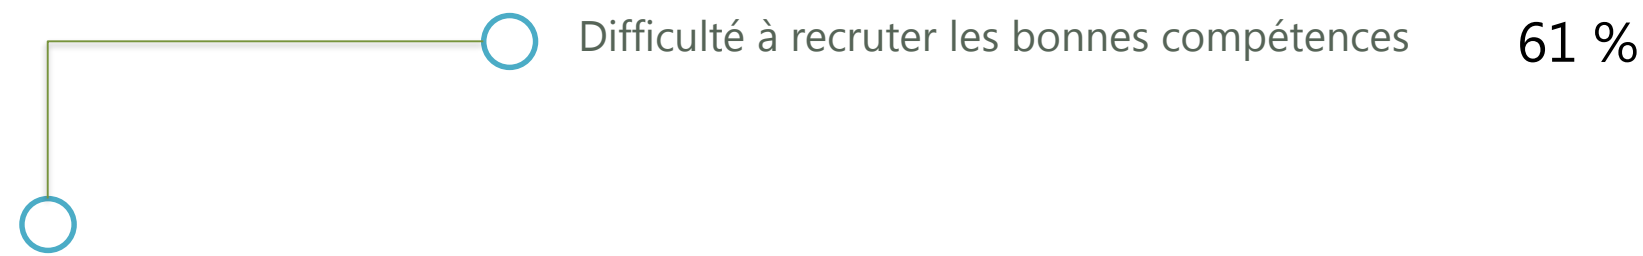 Difficulté à recruter les bonnes compétences 61 %